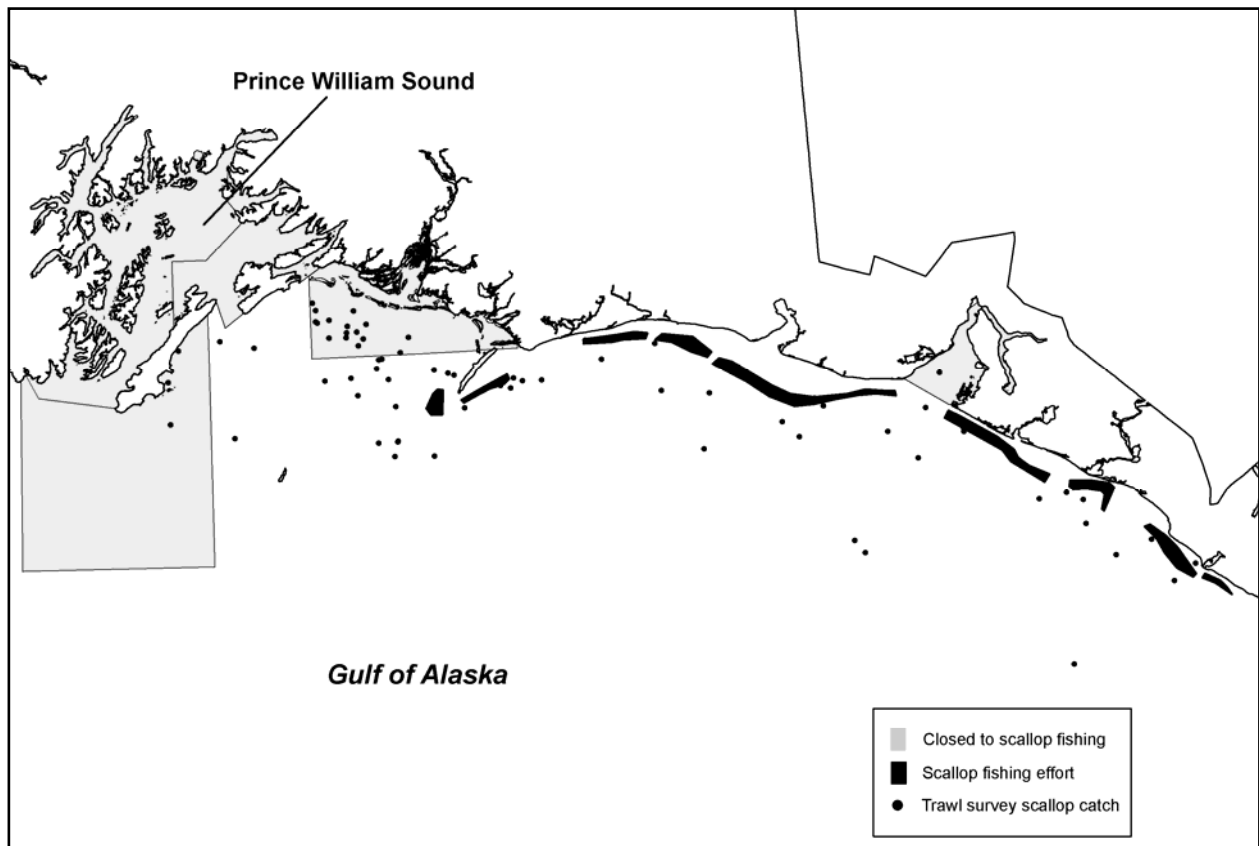 Prince William Sound
Gulf of Alaska
Closed to scallop fishing
Scallop fishing effort
Trawl survey scallop catch